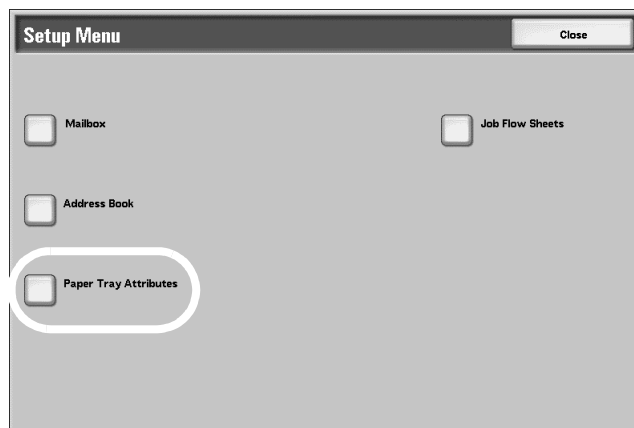 Setup Menu
Close
Mailbox
Job Flow Sheets
Address Book
Paper Tray Attributes